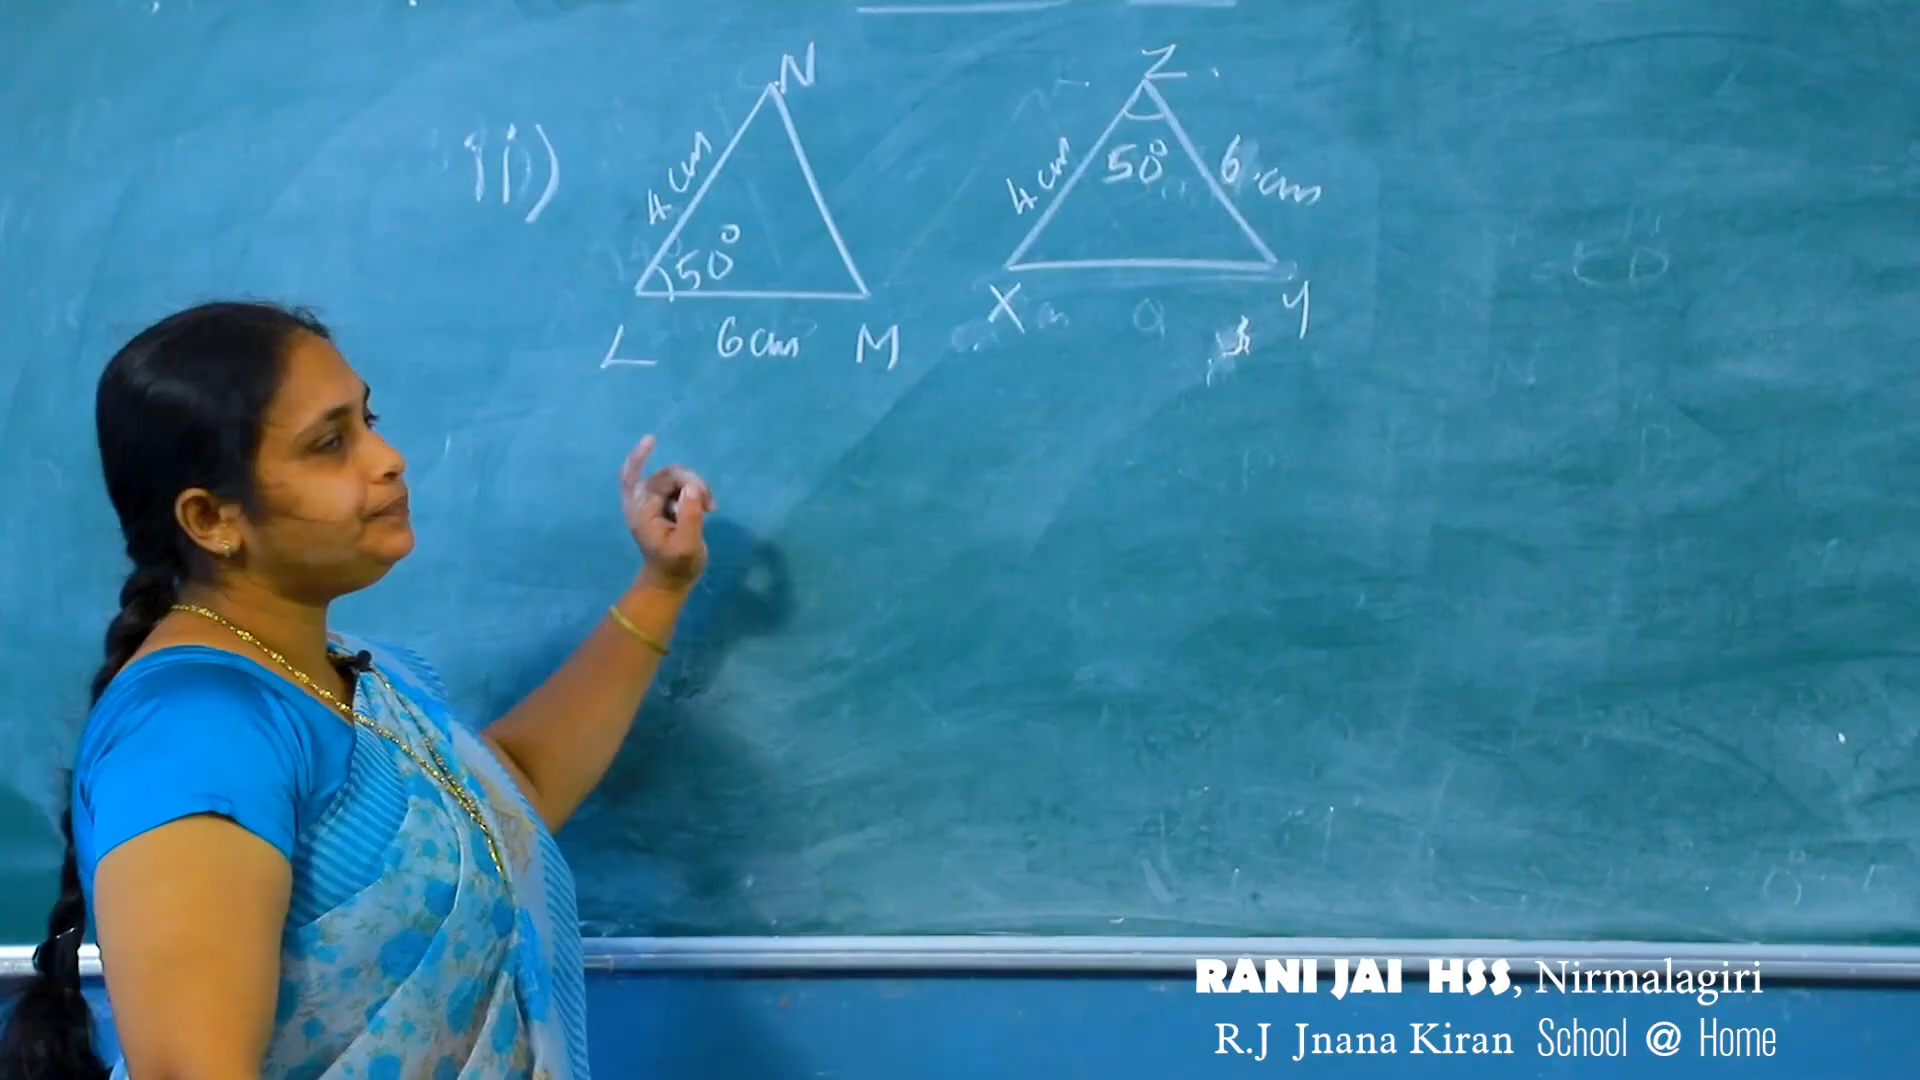 ii)
N
4 cm
50°
L 6 cm M
Z
4 cm 50° 6 cm
X Y
RANI JAI HSS, Nirmalagiri
R.J Jnana Kiran School @ Home